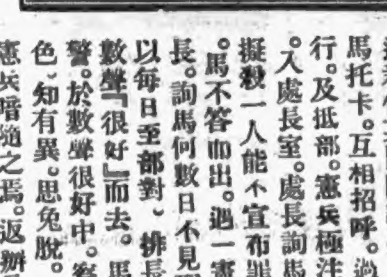 馬托卡。互相招呼。
行。及抵部。憲兵極注
。入處長室。處長詢馬
擬殺一人能不宣布罪
。馬不答而出。遇一憲
長。詢馬何數日不見
以每日至部對、排長
數聲『很好』而去。馬
警。於數聲很好中。察
色、知有異。思免脫。
憲兵暗隨之焉。返辦